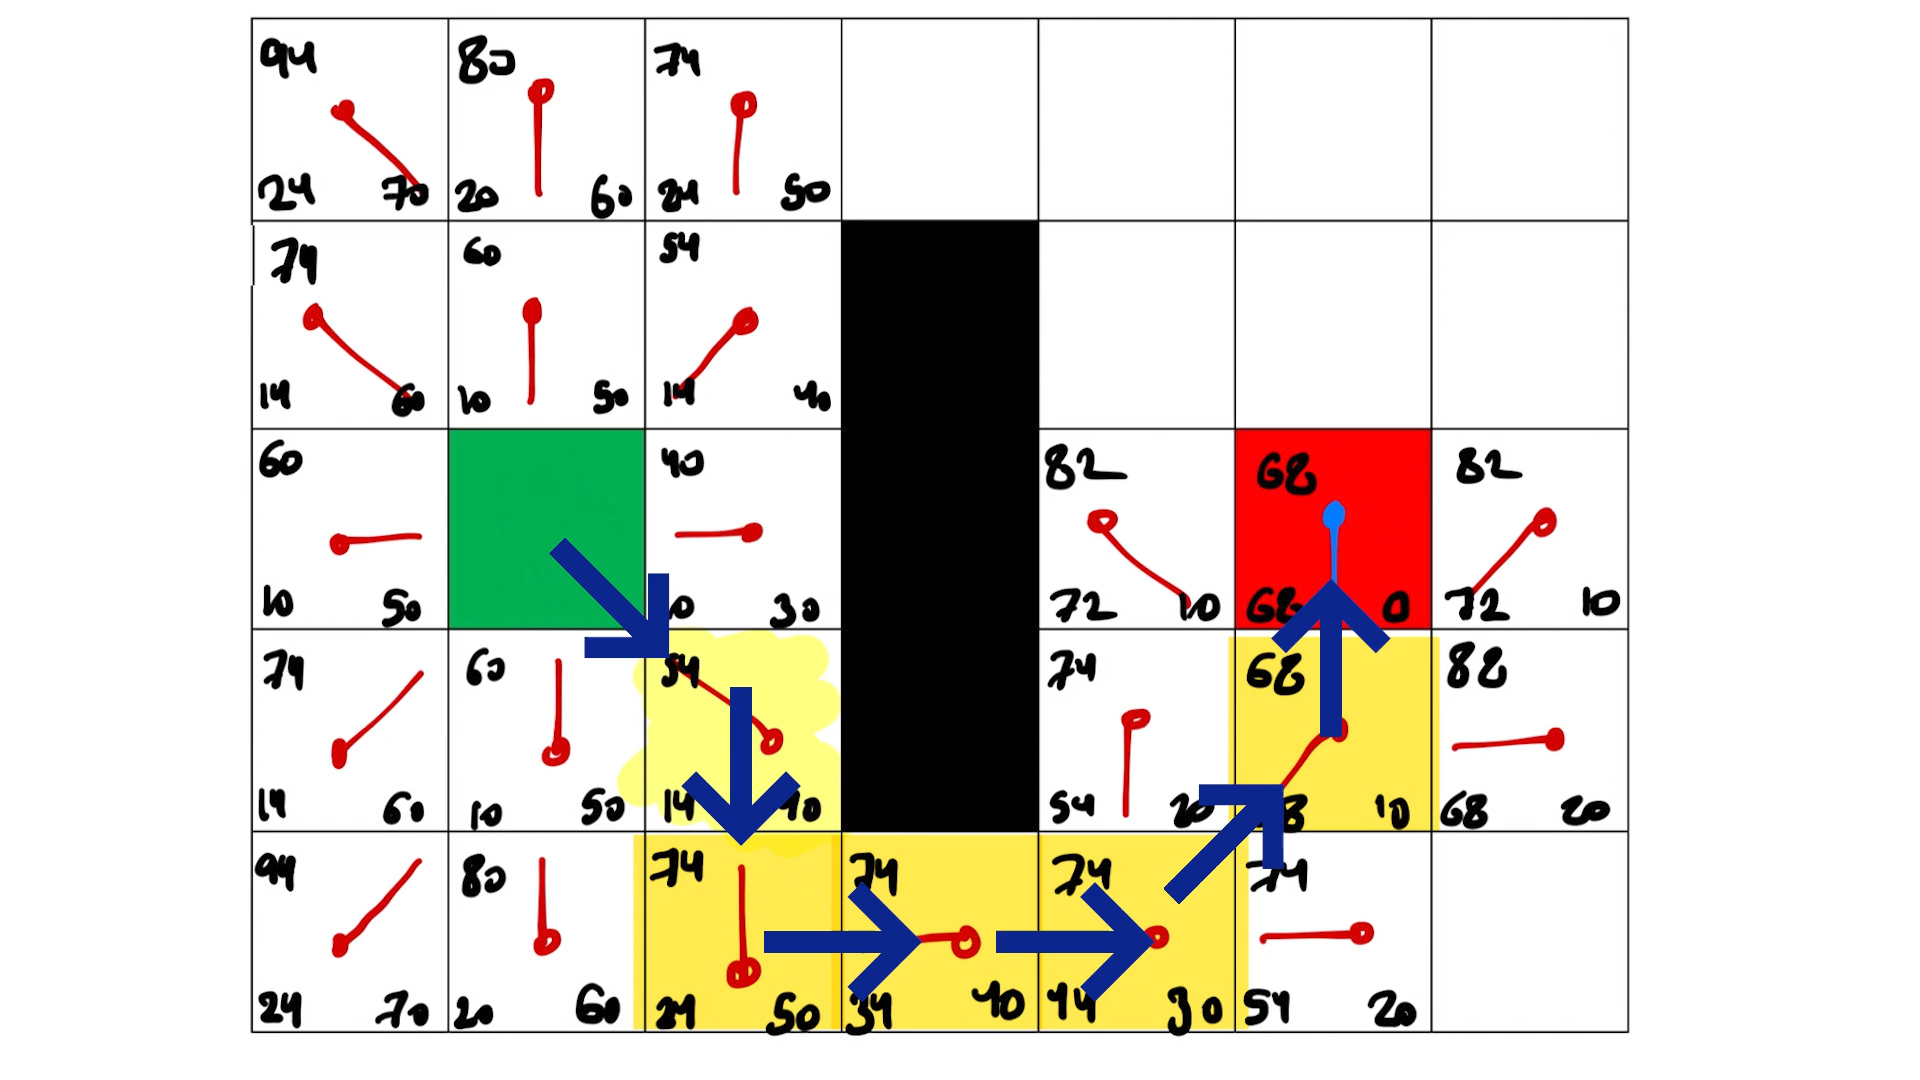 94 80 74
24 70 20 60 24 50
74 60 54
14 60 10 50 14 40
60 40 82 68 82
10 50 30 72 10 68 0 72 10
74 60 54 74 68 88
14 60 10 50 14 40 54 20 10 68 20
94 80 74 74 74 74
24 70 20 60 24 50 34 40 44 30 54 20